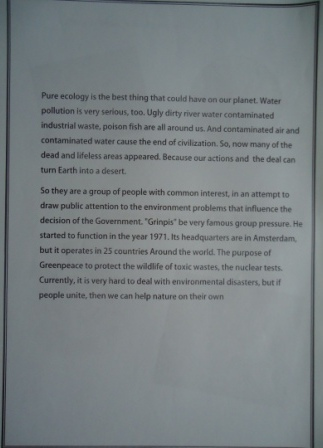 Pure ecology is the best thing that could have on our planet. Water
pollution is very serious, too. Ugly dirty river water contaminated
industrial waste, poison fish are all around us. And contaminated air and
contaminated water cause the end of civilization. So, now many of the
dead and lifeless areas appeared. Because our actions and the deal can
turn Earth into a desert.
So they are a group of people with common interest, in an attempt to
draw public attention to the environment problems that influence the
decision of the Government. "Grinpis" be very famous group pressure. He
started to function in the year 1971. Its headquarters are in Amsterdam,
but it operates in 25 countries Around the world. The purpose of
Greenpeace to protect the wildlife of toxic wastes, the nuclear tests.
Currently, it is very hard to deal with environmental disasters, but if
people unite, then we can help nature on their own